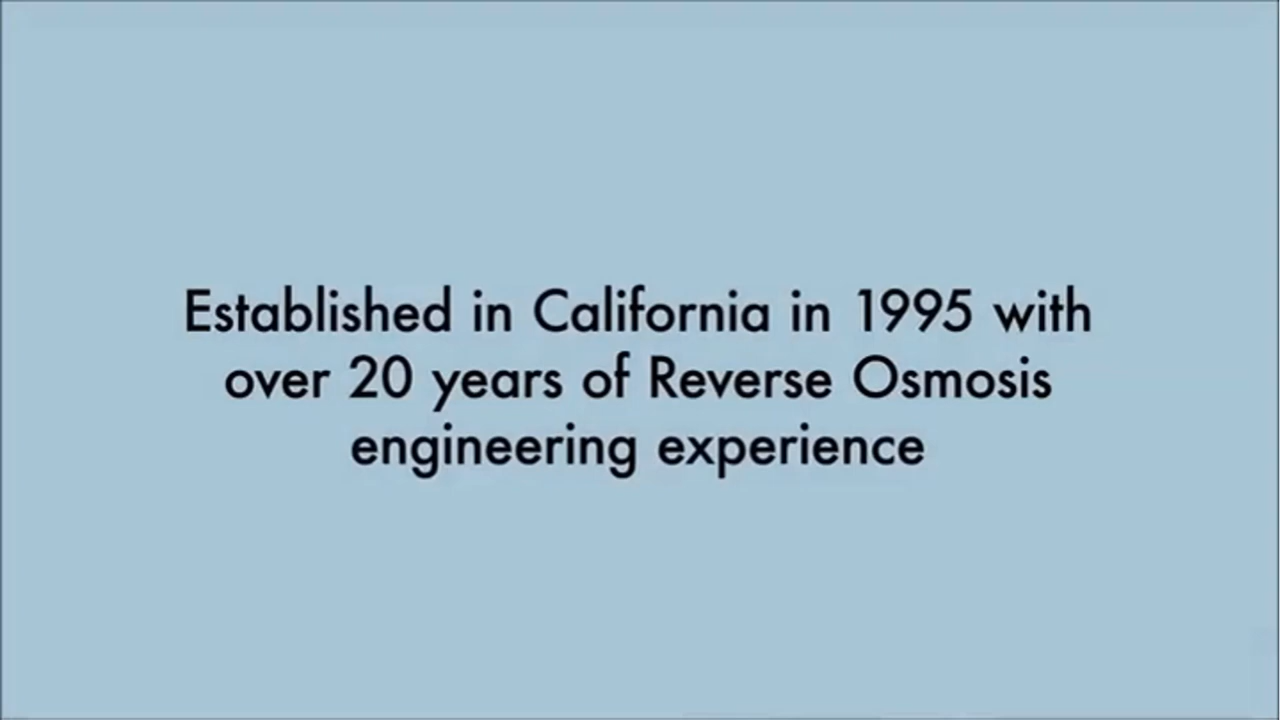 Established in California in 1995 with
over 20 years of Reverse Osmosis
engineering experience